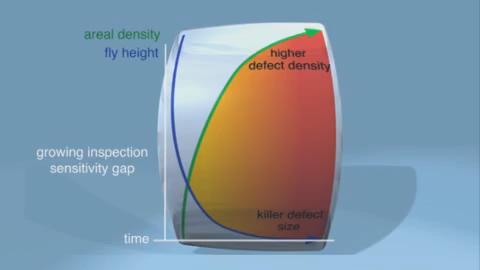 areal density
fly height
higher
defect density
growing inspection
sensitivity gap
killer defect
size
time